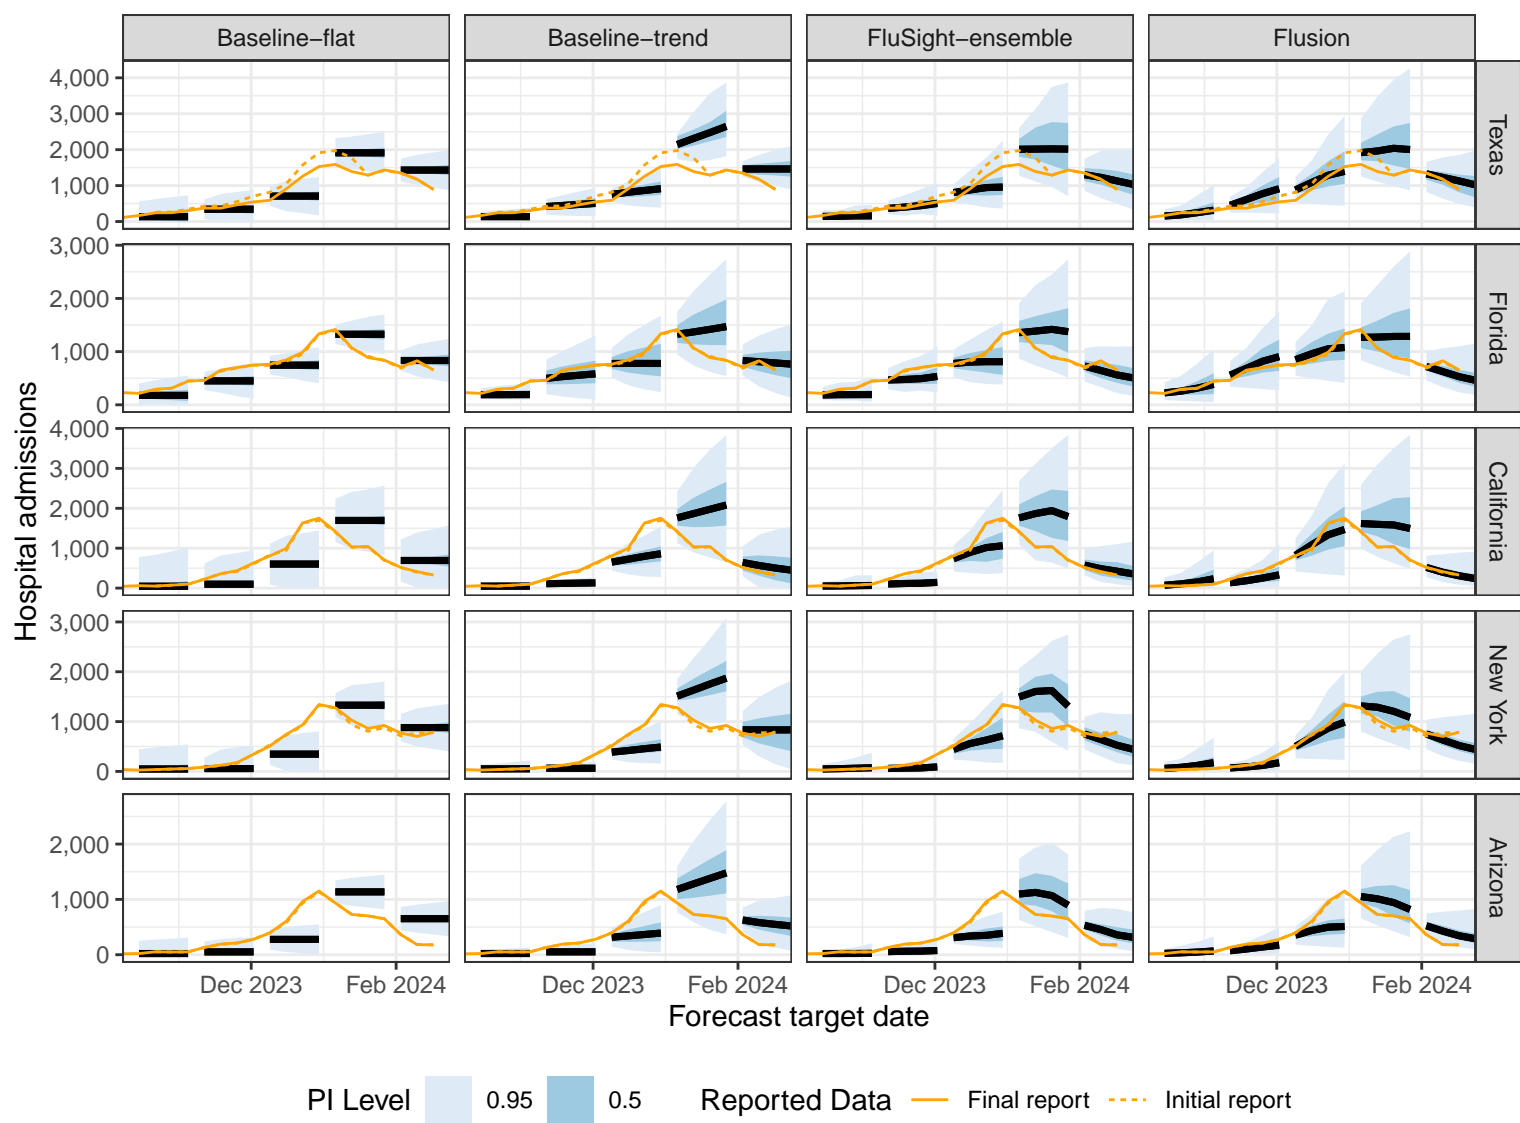 Baseline−flat
Baseline−trend
FluSight−ensemble
Flusion
4,000
3,000
2,000
1,000
0
Texas
3,000
2,000
1,000
0
Florida
4,000
3,000
2,000
1,000
0
California
3,000
2,000
1,000
0
New York
2,000
1,000
0
Arizona
Hospital admissions
Dec 2023 Feb 2024
Dec 2023 Feb 2024
Dec 2023 Feb 2024
Dec 2023 Feb 2024
Forecast target date
PI Level 0.95 0.5 Reported Data Final report Initial report